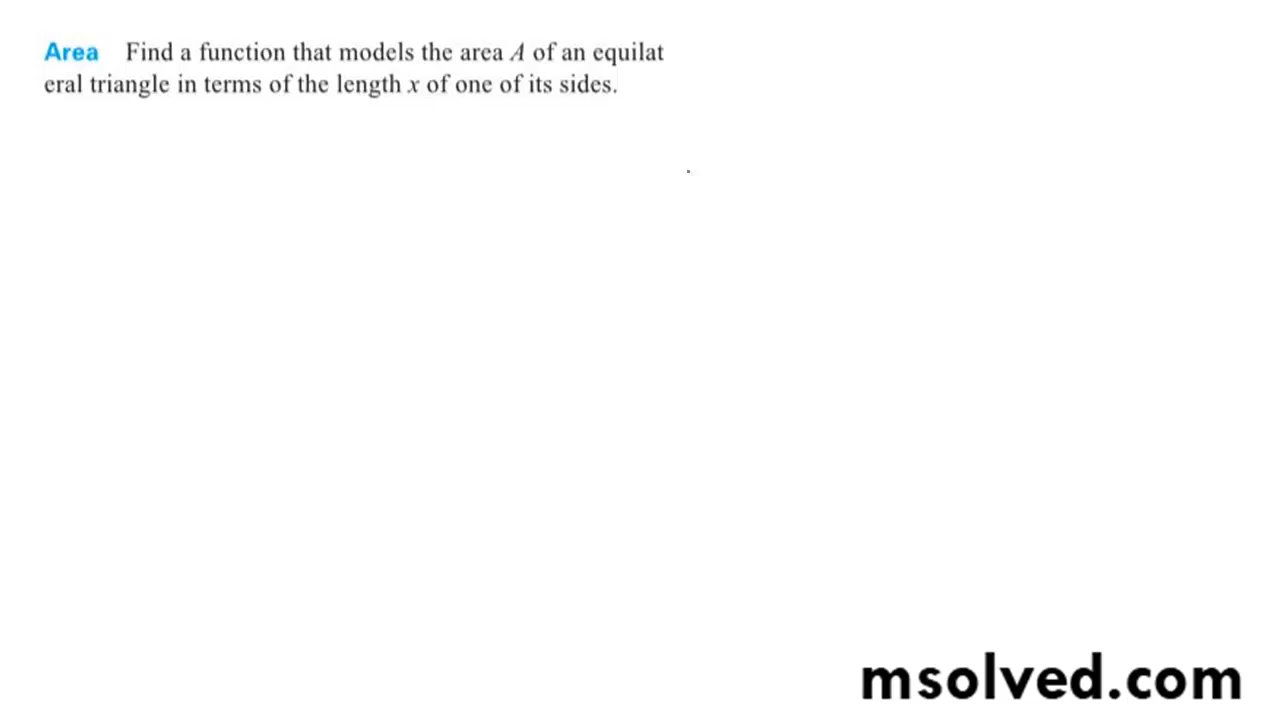 Area Find a function that models the area A of an equilat
eral triangle in terms of the length x of one of its sides.
msolved.com